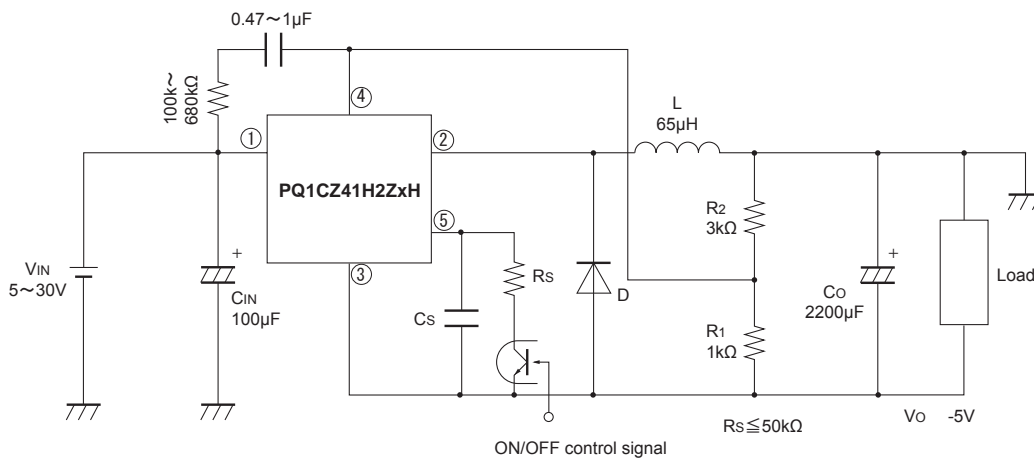 0.47～1μF
100k～
680kΩ
④
①
②
PQ1CZ41H2ZxH
⑤
③
L
65μH
R2
3kΩ
R1
1kΩ
RS
CS
D
VIN
5～30V
+
CIN
100μF
+
CO
2200μF
Load
RS≦50kΩ
VO -5V
ON/OFF control signal